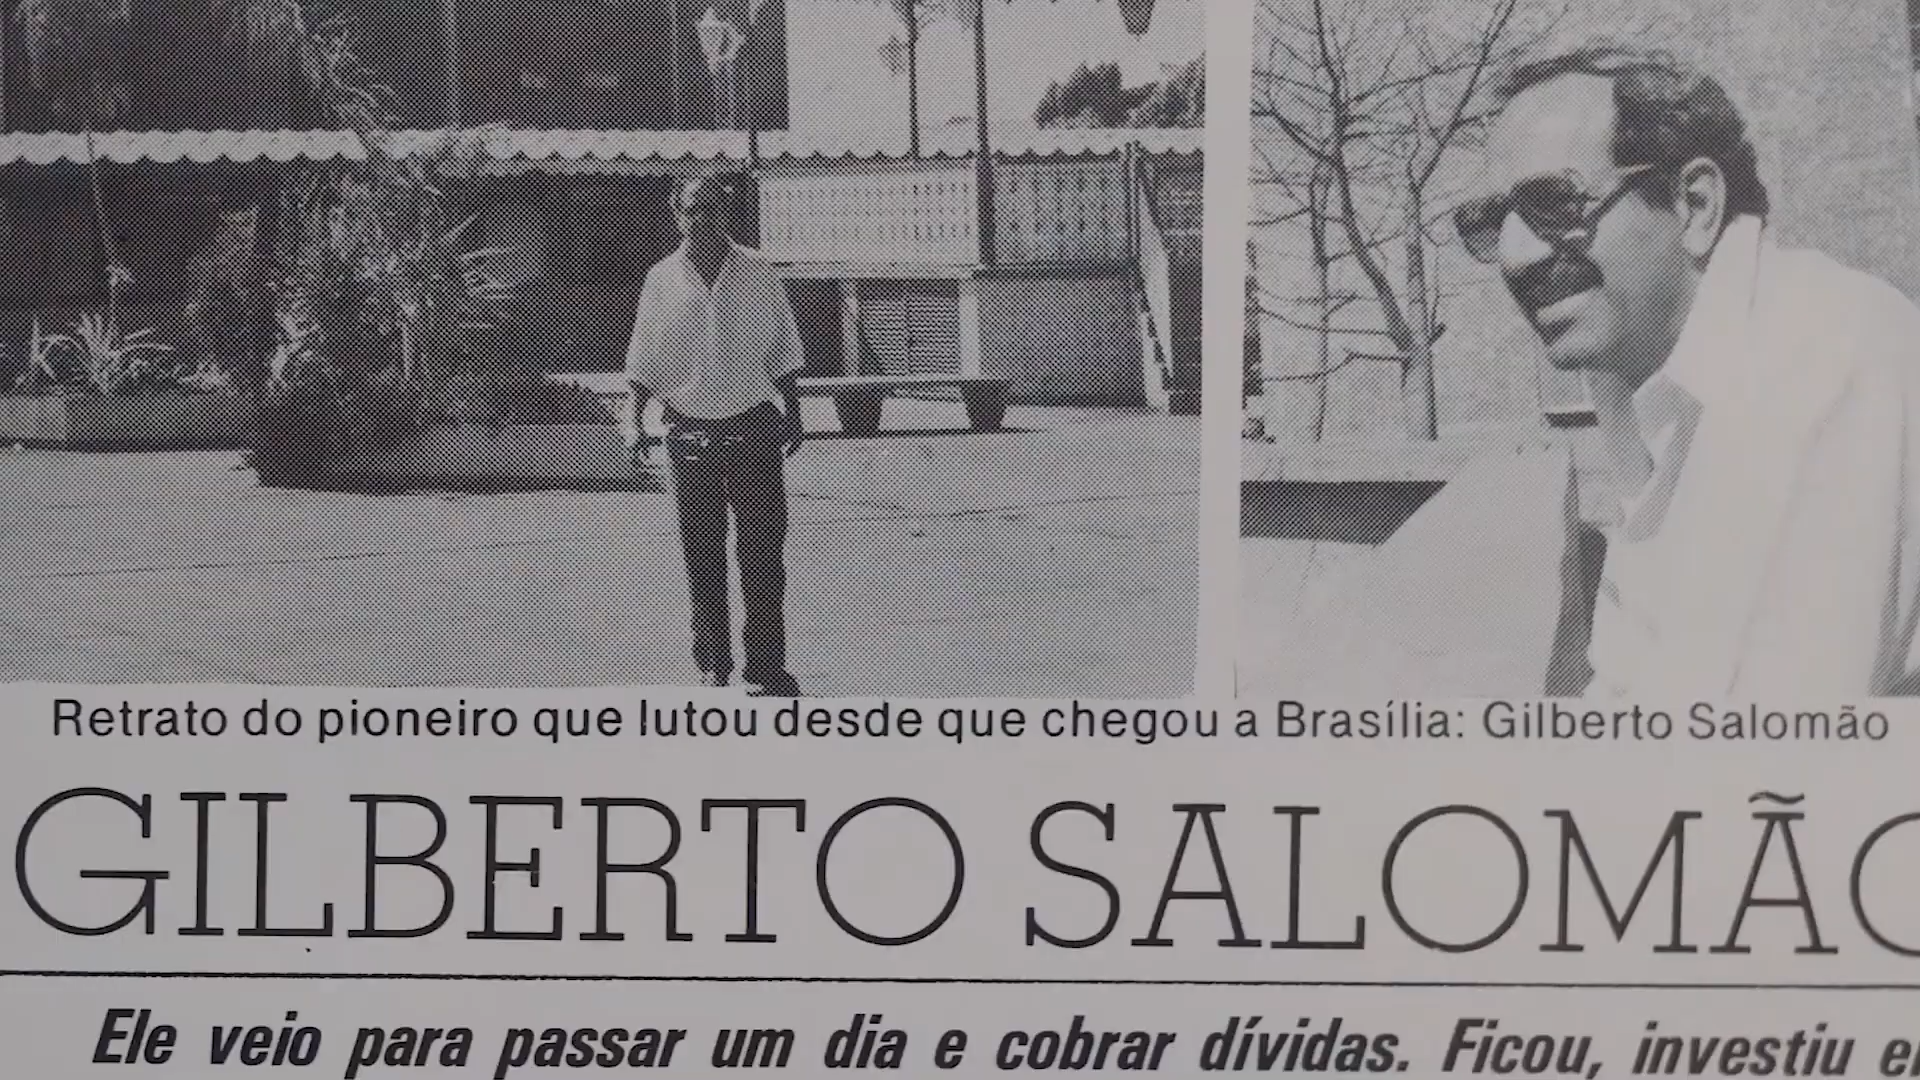 Retrato do pioneiro que lutou desde que chegou a Brasília: Gilberto Salomão
GILBERTO SALOMÃO
Ele veio para passar um dia e cobrar dívidas. Ficou, investiu